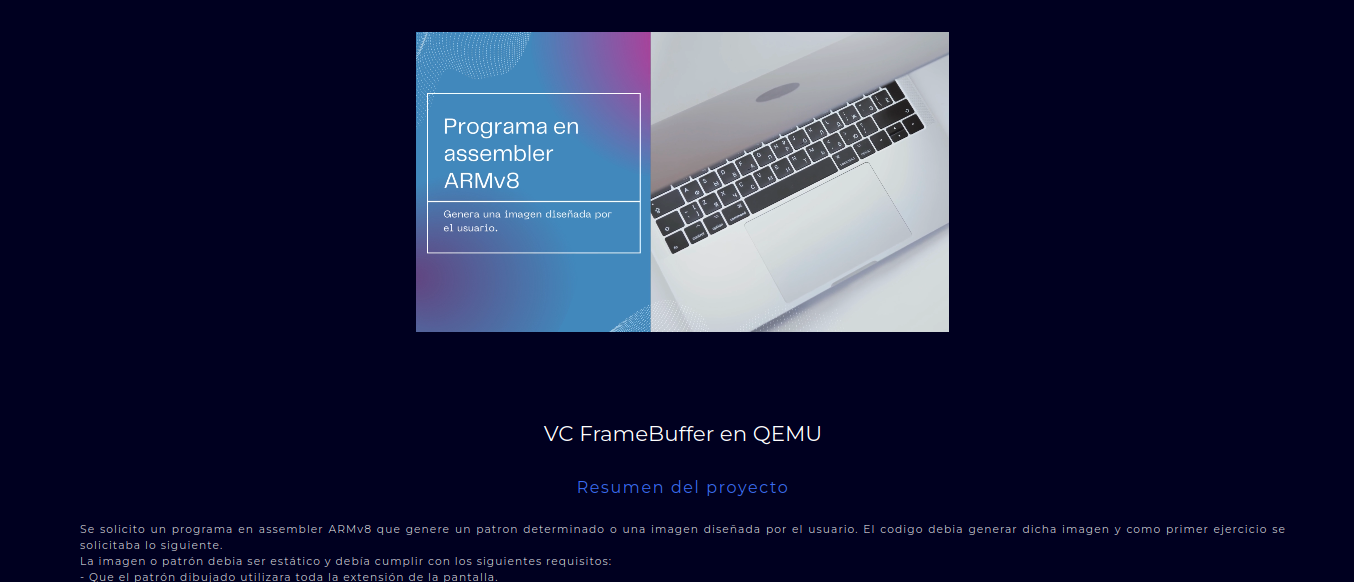 Programa en
assembler
ARMv8
Genera una imagen diseñada por
el usuario.
VC FrameBuffer en QEMU
Resumen del proyecto
Se solicito un programa en assembler ARMv8 que genere un patron determinado o una imagen diseñada por el usuario. El codigo debia generar dicha imagen y como primer ejercicio se
solicitaba lo siguiente.
La imagen o patrón debia ser estático y debía cumplir con los siguientes requisitos:
- Que el patrón dibujado utilizara toda la extensión de la pantalla.